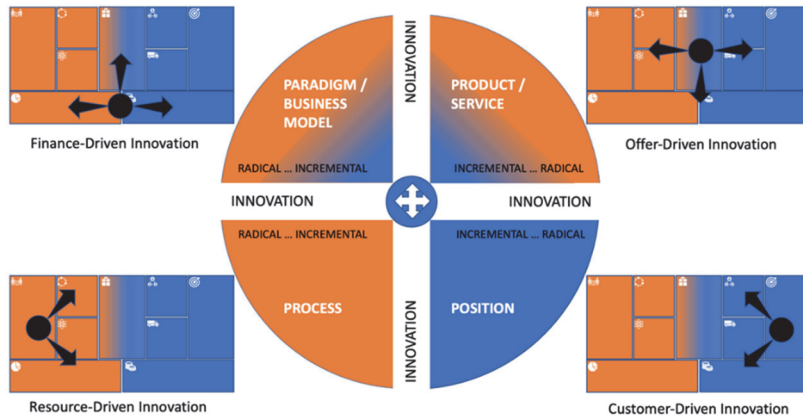 Finance-Driven Innovation
PARADIGM /
BUSINESS
MODEL
RADICAL ... INCREMENTAL
INNOVATION
PRODUCT /
SERVICE
INCREMENTAL ... RADICAL
Offer-Driven Innovation
INNOVATION
INNOVATION
RADICAL ... INCREMENTAL
PROCESS
INCREMENTAL ... RADICAL
POSITION
INNOVATION
Resource-Driven Innovation
Customer-Driven Innovation